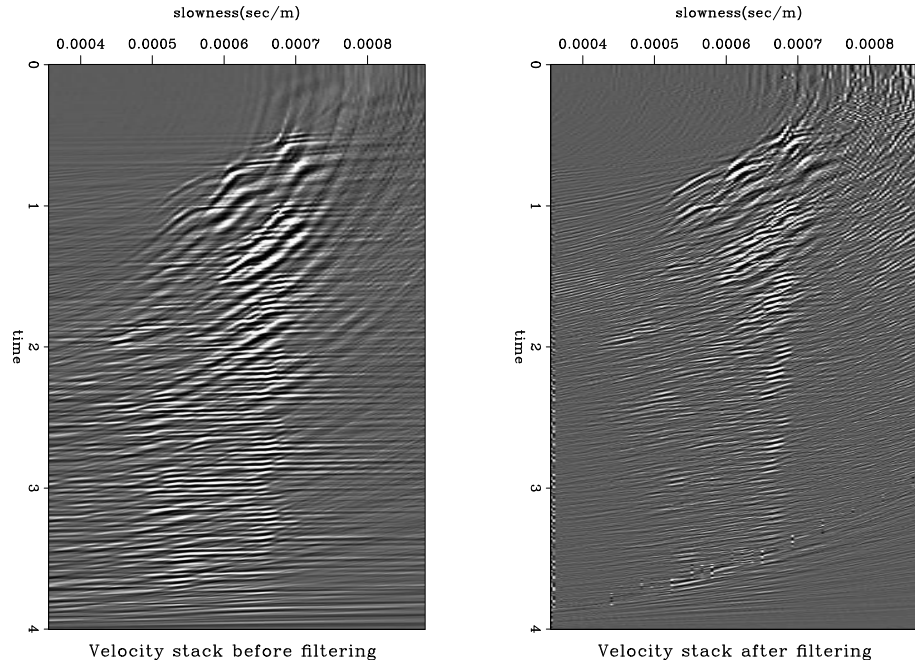 slowness(sec/m)
0.0004 0.0005 0.0006 0.0007 0.0008
0
1
2
3
4
time
Velocity stack before filtering
slowness(sec/m)
0.0004 0.0005 0.0006 0.0007 0.0008
0
1
2
3
4
time
Velocity stack after filtering